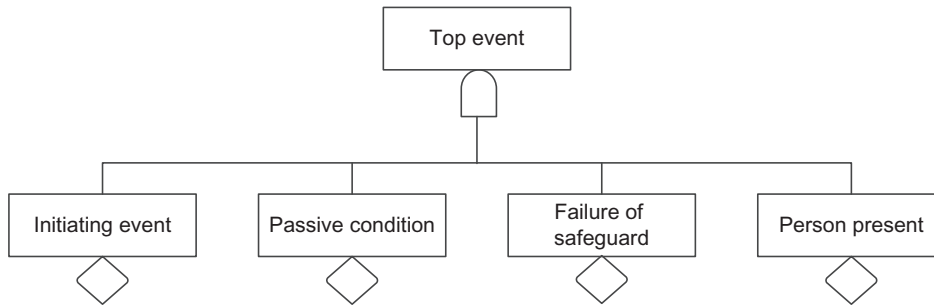 Top event
Initiating event
Passive condition
Failure of
safeguard
Person present